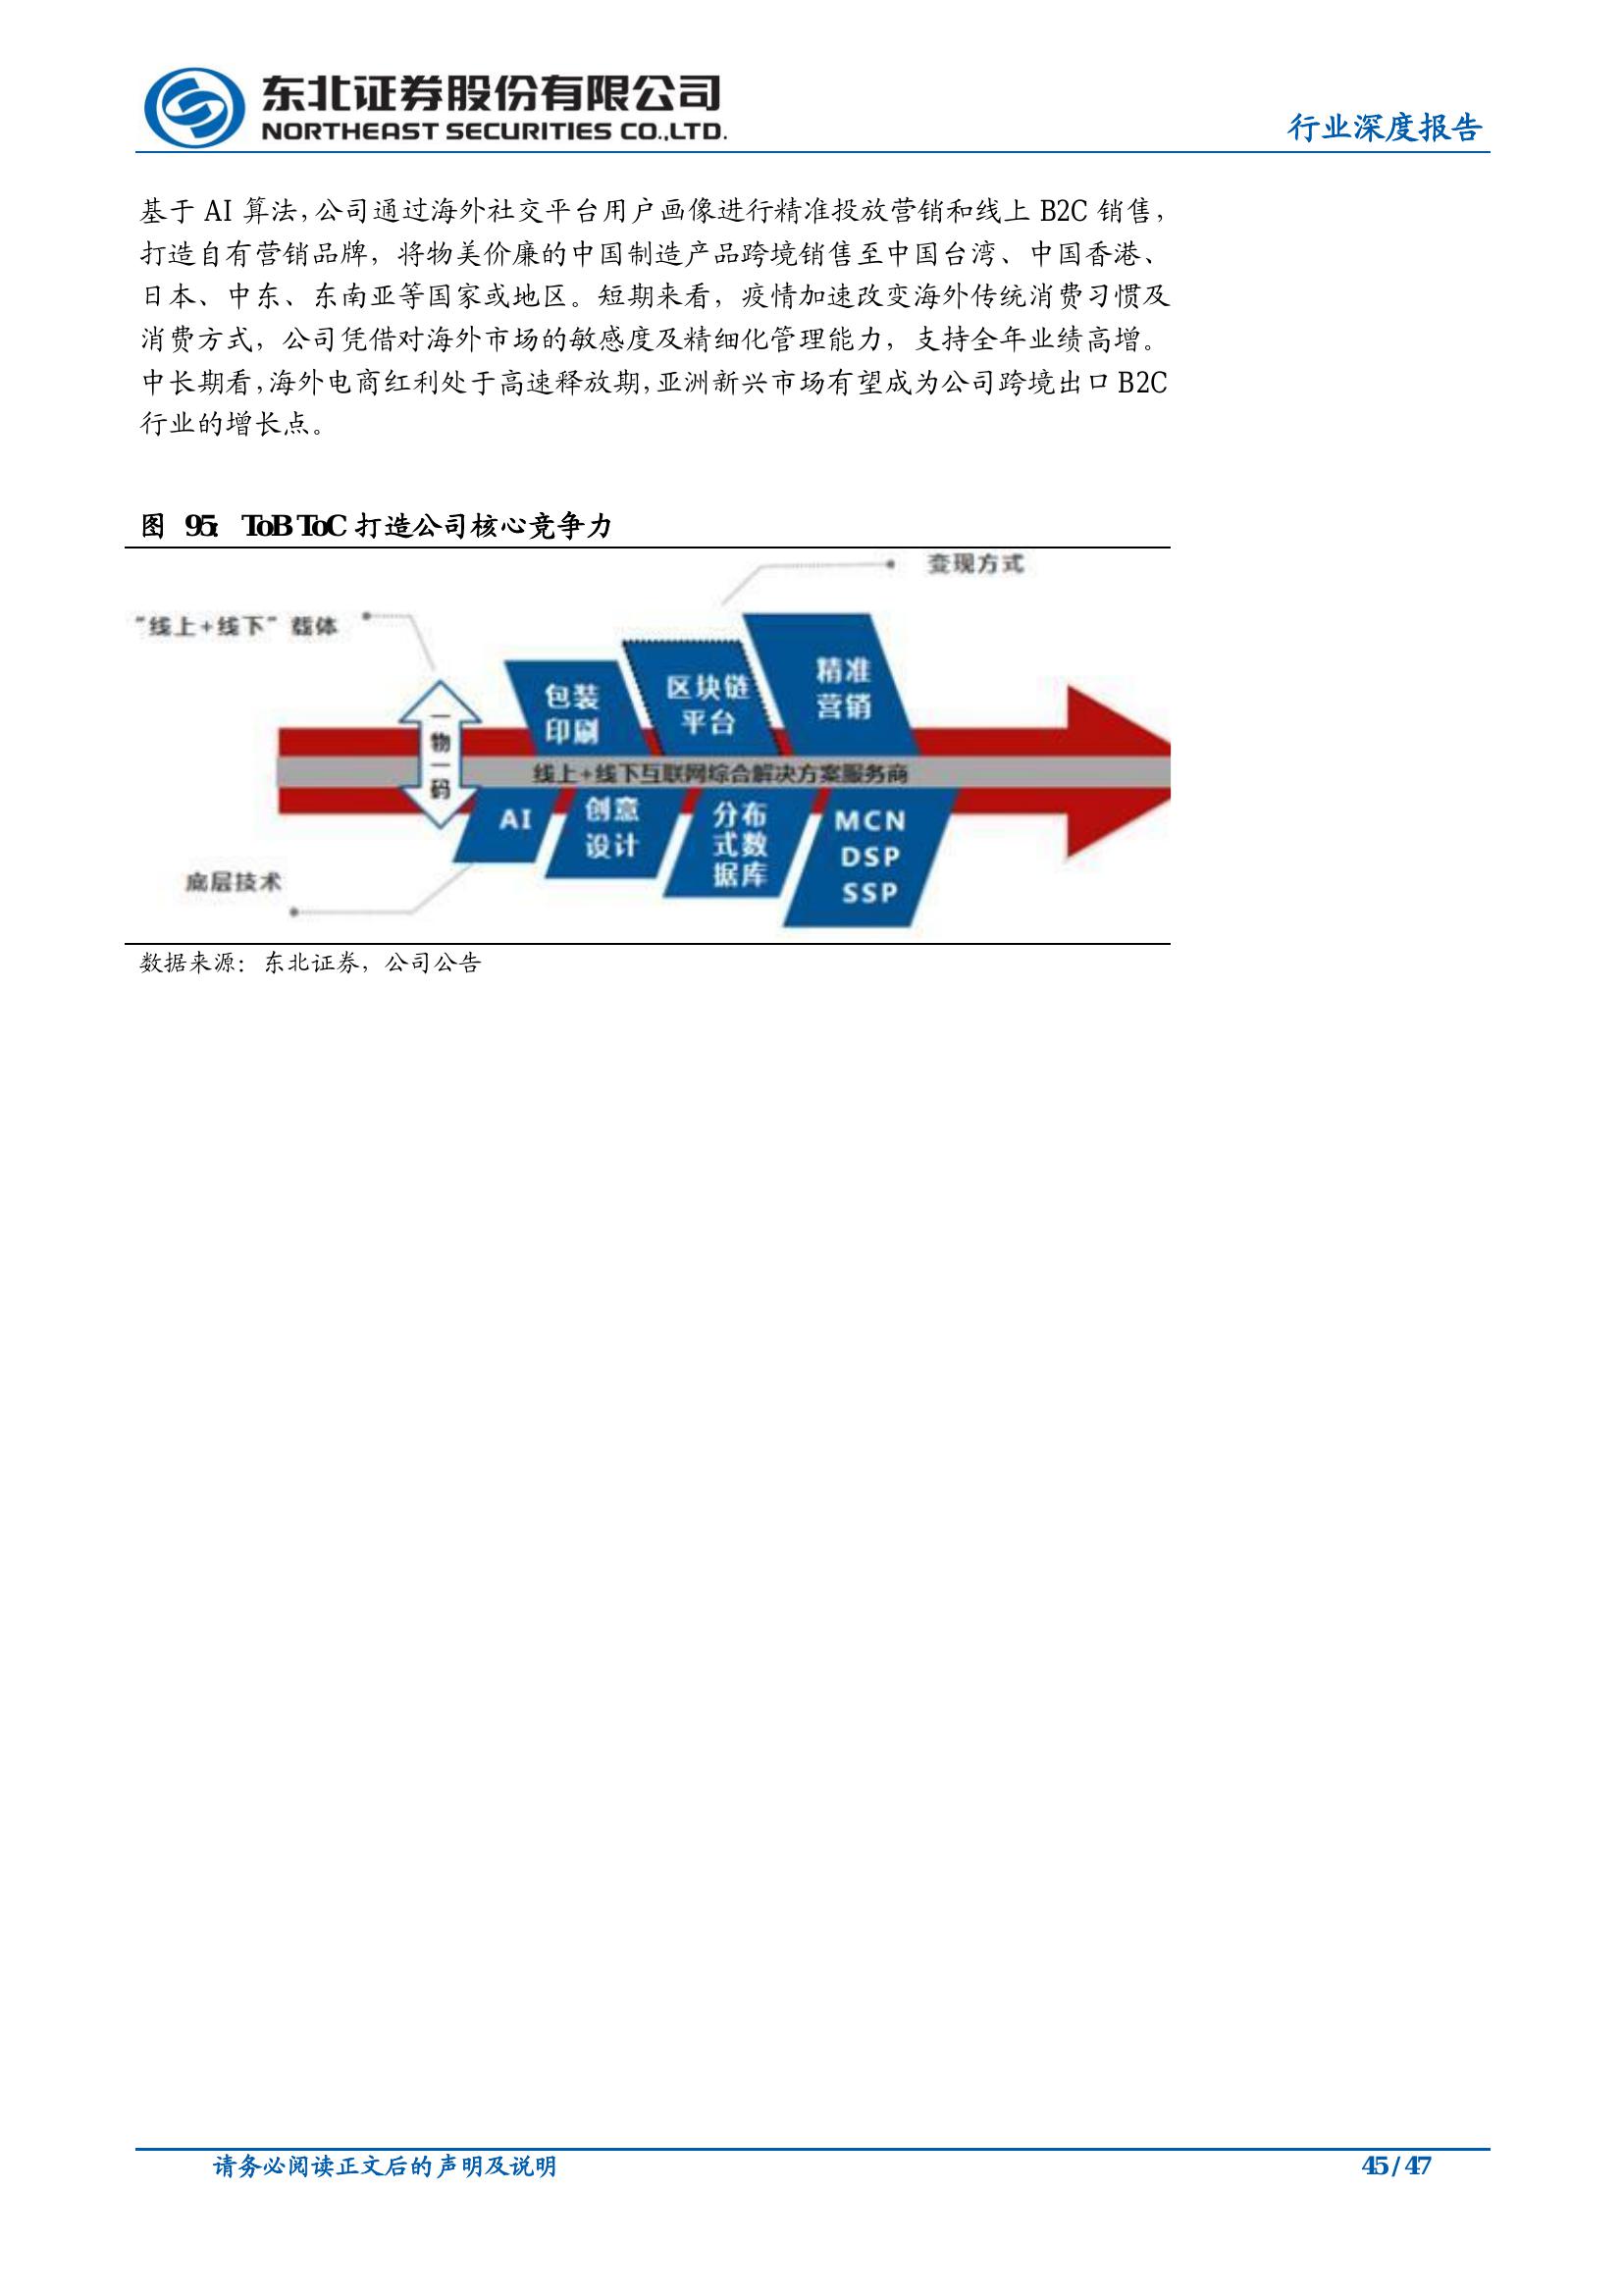 东北证券股份有限公司
NORTHEAST SECURITIES CO.,LTD.
行业深度报告
基于 AI 算法，公司通过海外社交平台用户画像进行精准投放营销和线上 B2C 销售，
打造自有营销品牌，将物美价廉的中国制造产品跨境销售至中国台湾、中国香港、
日本、中东、东南亚等国家或地区。短期来看，疫情加速改变海外传统消费习惯及
消费方式，公司凭借对海外市场的敏感度及精细化管理能力，支持全年业绩高增。
中长期看，海外电商红利处于高速释放期，亚洲新兴市场有望成为公司跨境出口 B2C
行业的增长点。
图 95：ToB ToC 打造公司核心竞争力
变现方式
“线上+线下”载体
包装
印刷
区块链
平台
精准
营销
一
物
一
码
线上+线下互联网综合解决方案服务商
AI
创意
设计
分布
式数
据库
MCN
DSP
SSP
底层技术
数据来源：东北证券，公司公告
请务必阅读正文后的声明及说明
45 / 47